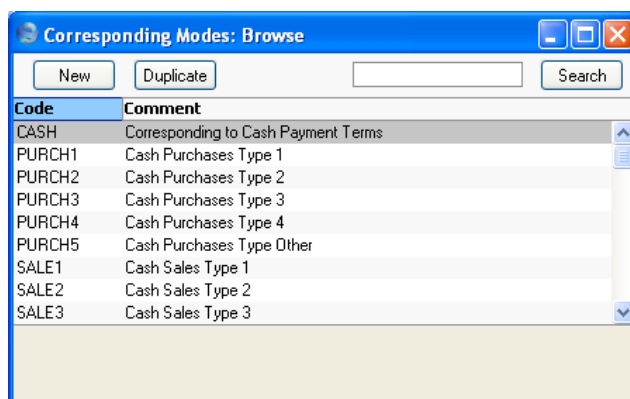 Corresponding Modes: Browse
New Duplicate Search
Code Comment
CASH Corresponding to Cash Payment Terms
PURCH1 Cash Purchases Type 1
PURCH2 Cash Purchases Type 2
PURCH3 Cash Purchases Type 3
PURCH4 Cash Purchases Type 4
PURCH5 Cash Purchases Type Other
SALE1 Cash Sales Type 1
SALE2 Cash Sales Type 2
SALE3 Cash Sales Type 3